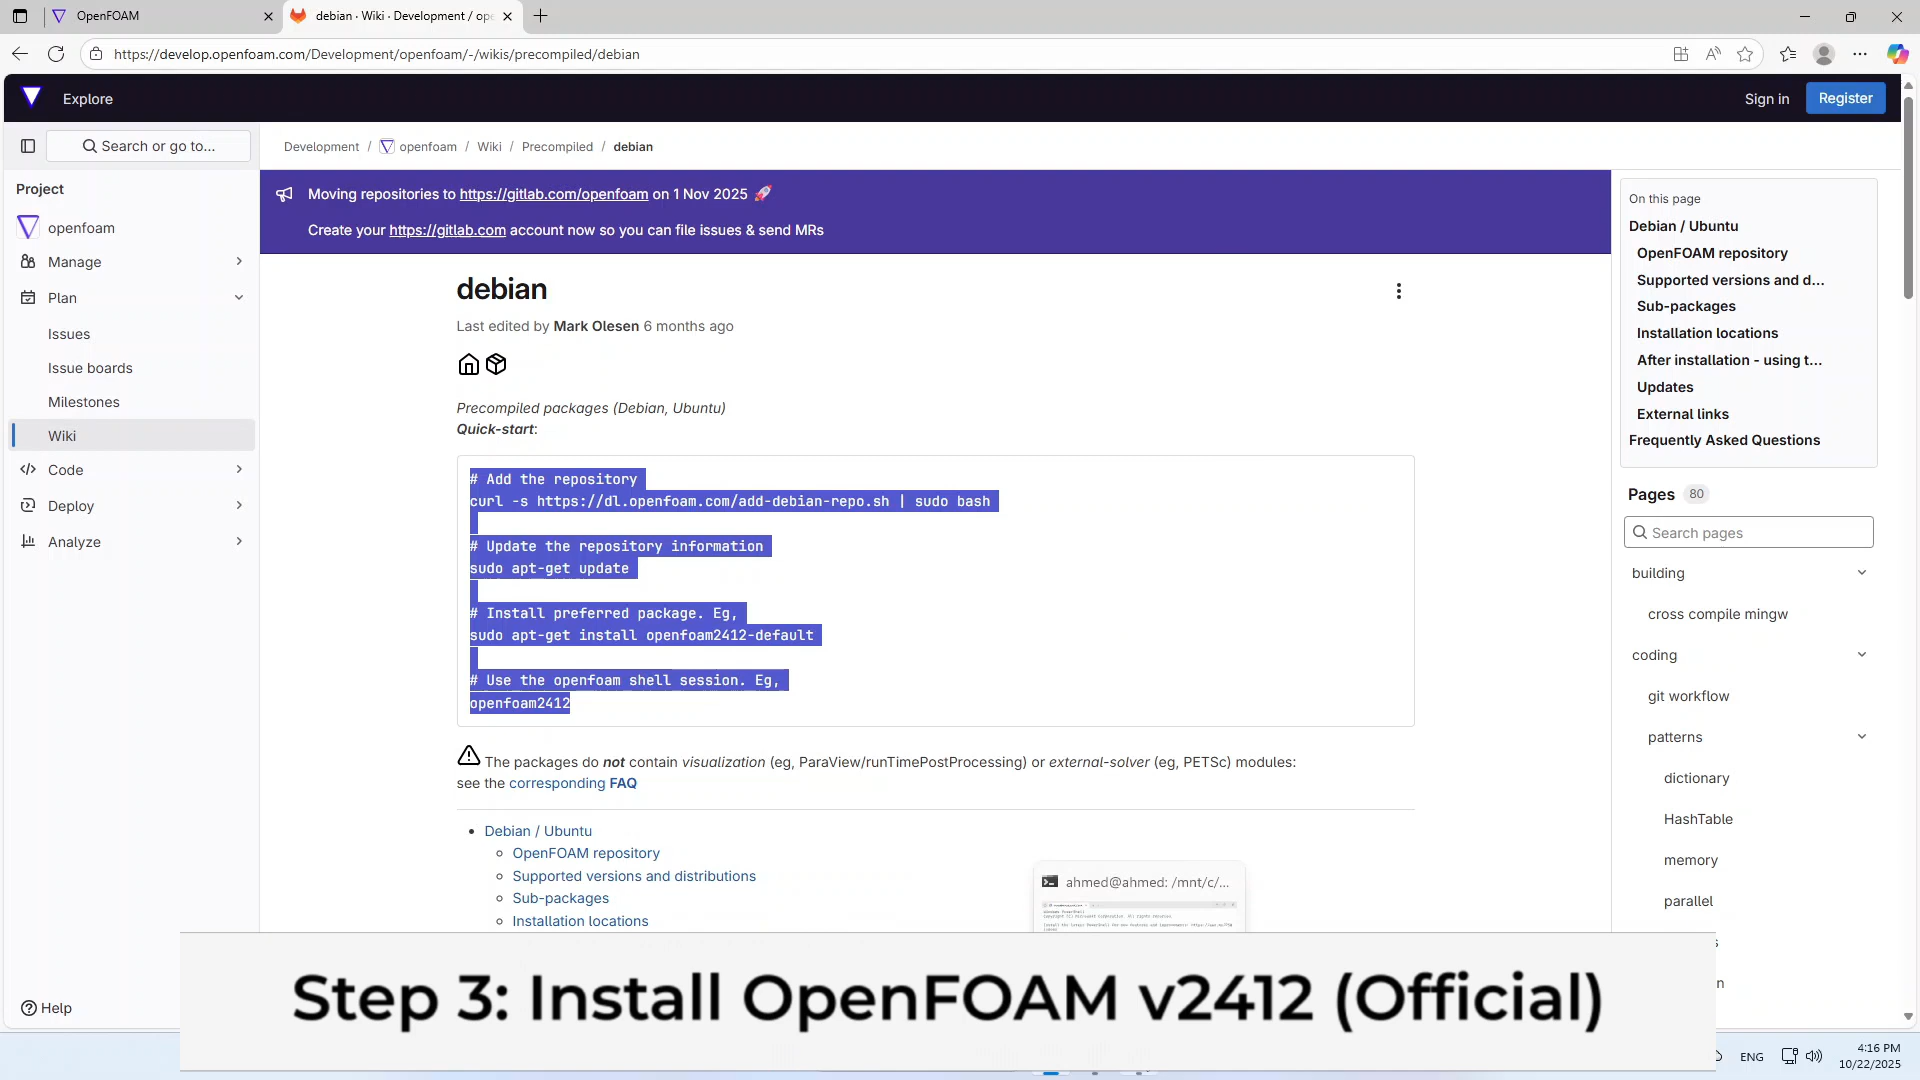 OpenFOAM
debian · Wiki · Development / ope
https://develop.openfoam.com/Development/openfoam/-/wikis/precompiled/debian
Explore
Sign in
Register
Search or go to...
Development / openfoam / Wiki / Precompiled / debian
Project
openfoam
Manage
Plan
Issues
Issue boards
Milestones
Wiki
Code
Deploy
Analyze
Help
Moving repositories to https://gitlab.com/openfoam on 1 Nov 2025 🚀
Create your https://gitlab.com account now so you can file issues & send MRs
debian
Last edited by Mark Olesen 6 months ago
Precompiled packages (Debian, Ubuntu)
Quick-start:
# Add the repository
curl -s https://dl.openfoam.com/add-debian-repo.sh | sudo bash
# Update the repository information
sudo apt-get update
# Install preferred package. Eg,
sudo apt-get install openfoam2412-default
# Use the openfoam shell session. Eg,
openfoam2412
The packages do not contain visualization (eg, ParaView/runTimePostProcessing) or external-solver (eg, PETSc) modules:
see the corresponding FAQ
Debian / Ubuntu
OpenFOAM repository
Supported versions and distributions
Sub-packages
Installation locations
On this page
Debian / Ubuntu
OpenFOAM repository
Supported versions and d...
Sub-packages
Installation locations
After installation - using t...
Updates
External links
Frequently Asked Questions
Pages 80
Search pages
building
cross compile mingw
coding
git workflow
patterns
dictionary
HashTable
memory
parallel
ahmed@ahmed: /mnt/c/...
Step 3: Install OpenFOAM v2412 (Official)
ENG
4:16 PM
10/22/2025